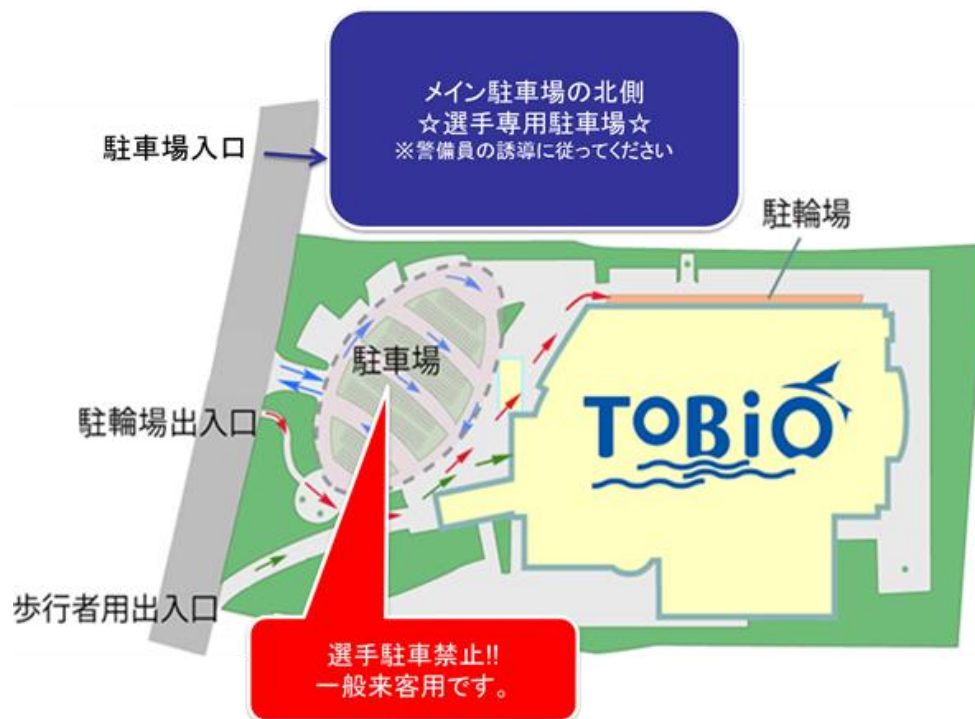 メイン駐車場の北側
☆選手専用駐車場☆
※警備員の誘導に従ってください
駐車場入口
駐輪場
駐車場
TOBiO
駐輪場出入口
歩行者用出入口
選手駐車禁止!!
一般来客用です。